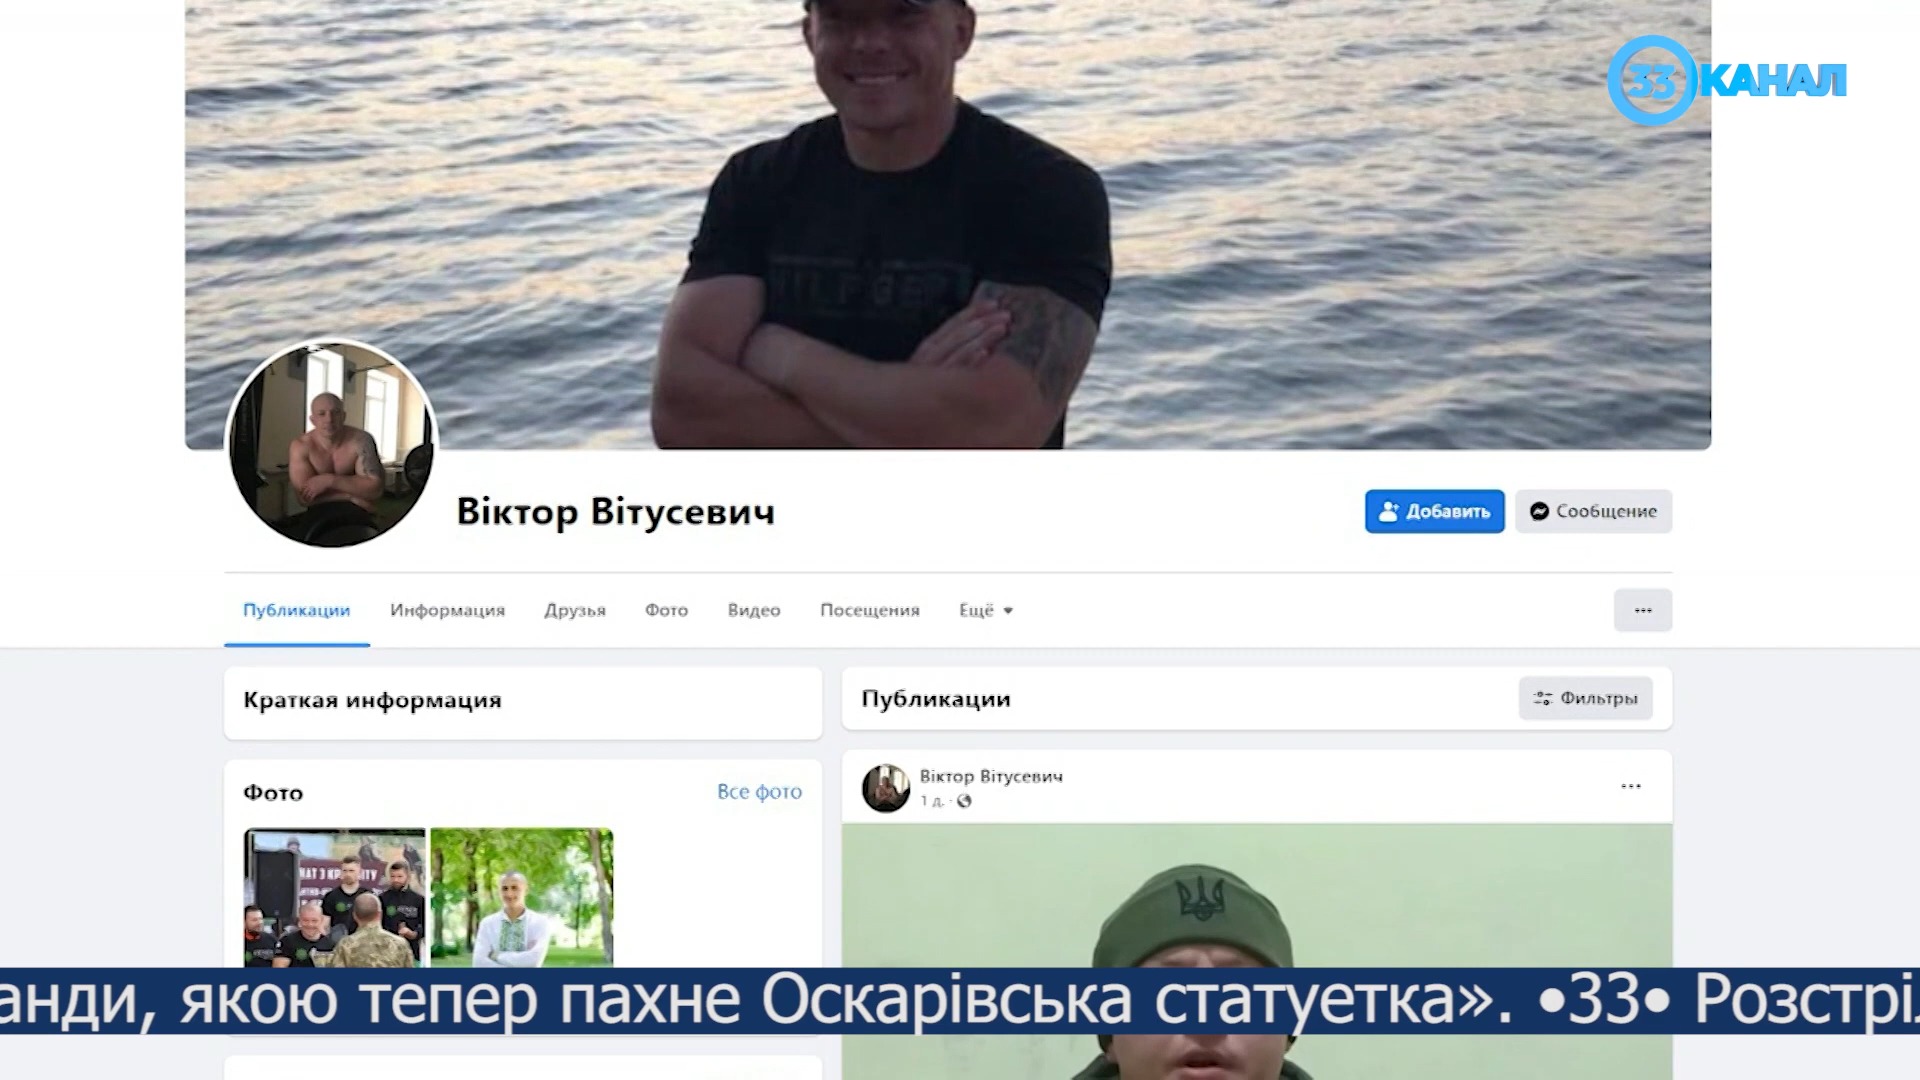 33 КАНАЛ
Віктор Вітусевич
Добавить
Сообщение
Публикации
Информация
Друзья
Фото
Видео
Посещения
Ещё
Краткая информация
Публикации
Фильтры
Фото
Все фото
Віктор Вітусевич
1 д.
анди, якою тепер пахне Оскарівська статуетка». •33• Розстріл